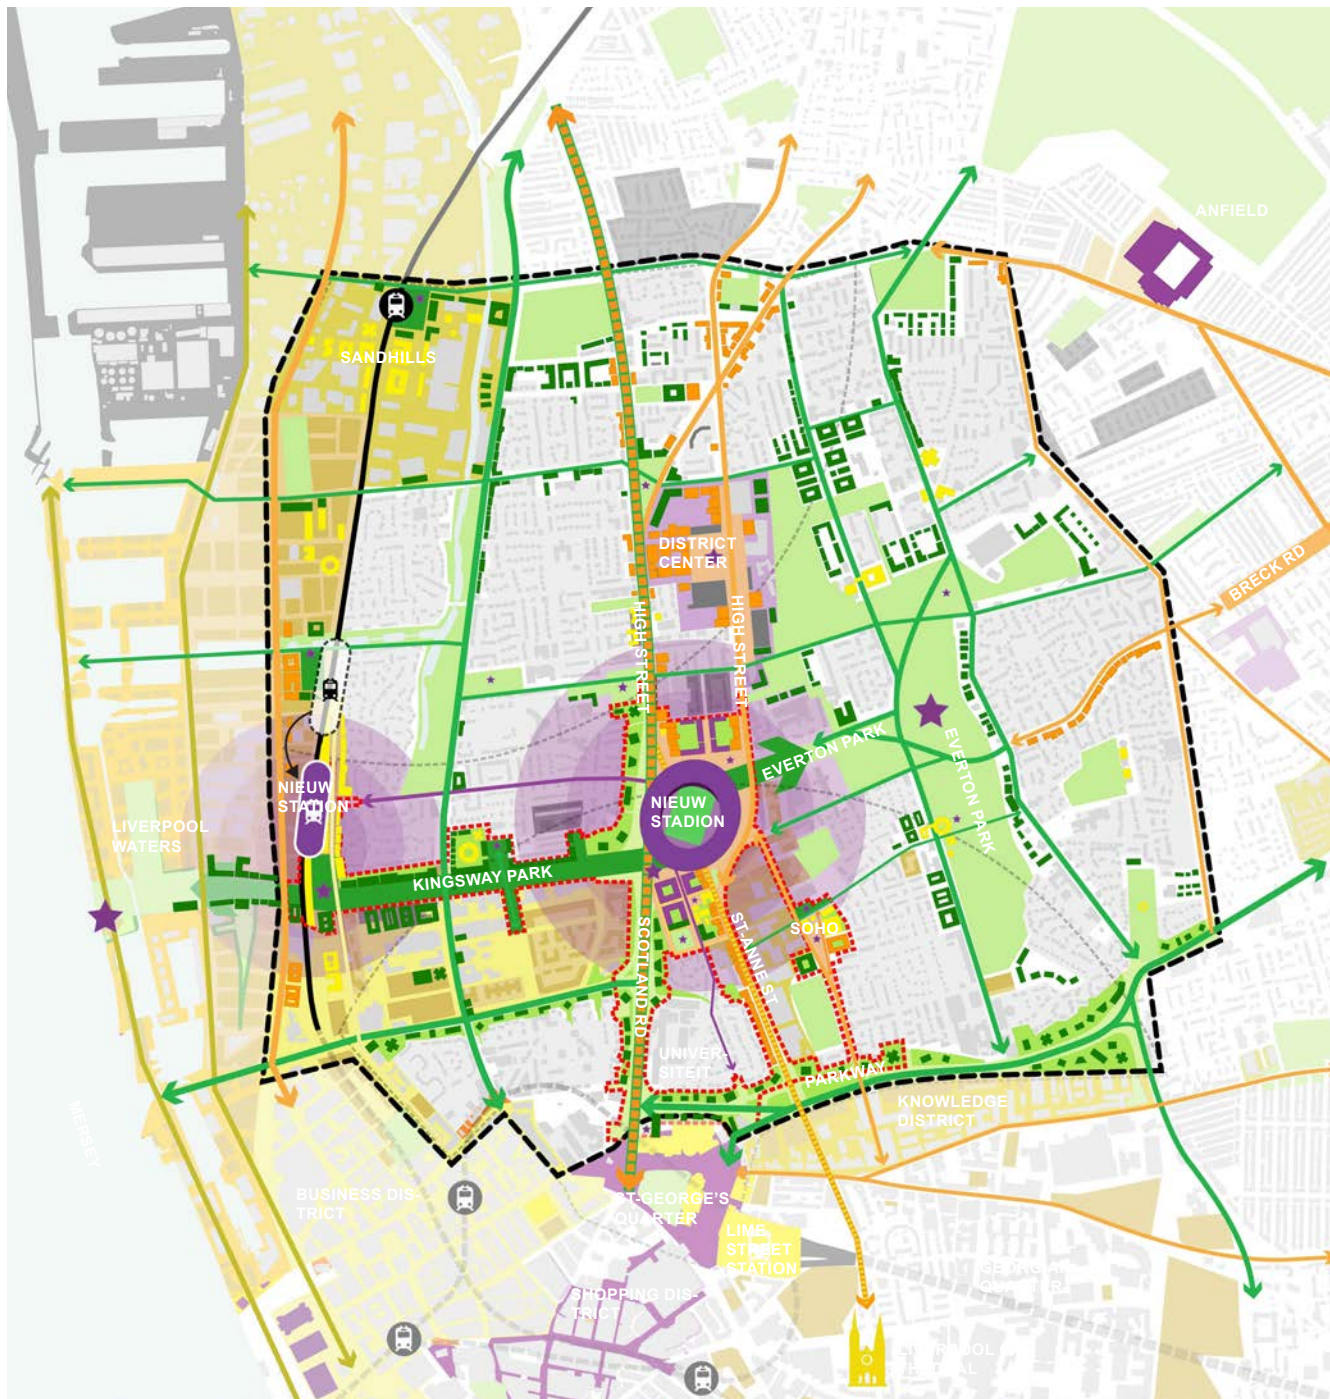 ANFIELD
SANDHILLS
DISTRICT
CENTER
BRECK RD
HIGH STREET
HIGH STREET
EVERTON PARK
EVERTON PARK
NIEUW
STATION
NIEUW
STADION
LIVERPOOL
WATERS
KINGSWAY PARK
SCOTLAND RD
ST-ANNE ST
SOHO
UNIVER-
SITEIT
PARKWAY
KNOWLEDGE
DISTRICT
MERSEY
BUSINESS DIS-
TRICT
ST-GEORGE'S
QUARTER
LIME
STREET
STATION
SHOPPING DIS-
TRICT
LIVERPOOL